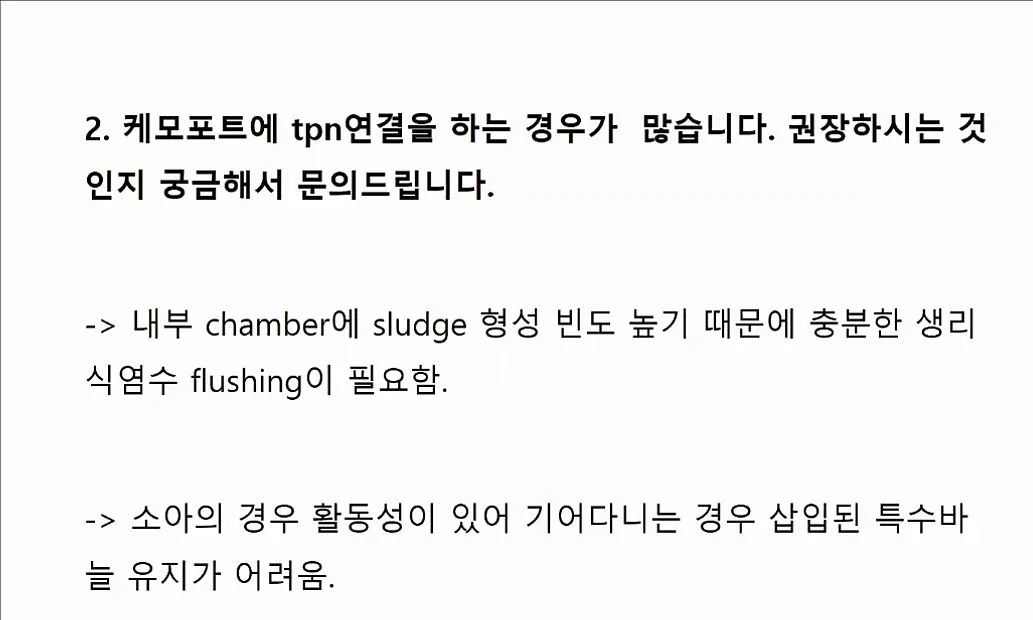 2. 케모포트에 tpn연결을 하는 경우가 많습니다. 권장하시는 것
인지 궁금해서 문의드립니다.
-> 내부 chamber에 sludge 형성 빈도 높기 때문에 충분한 생리
식염수 flushing이 필요함.
-> 소아의 경우 활동성이 있어 기어다니는 경우 삽입된 특수바
늘 유지가 어려움.